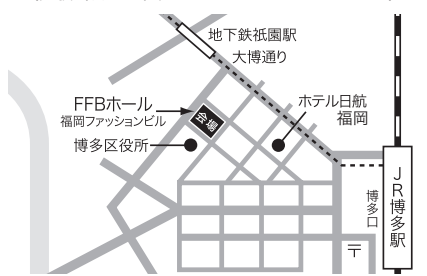 地下鉄祇園駅
大博通り
FFBホール
福岡ファッションビル
会場
ホテル日航
福岡
博多区役所
JR博多駅
博多口
〒